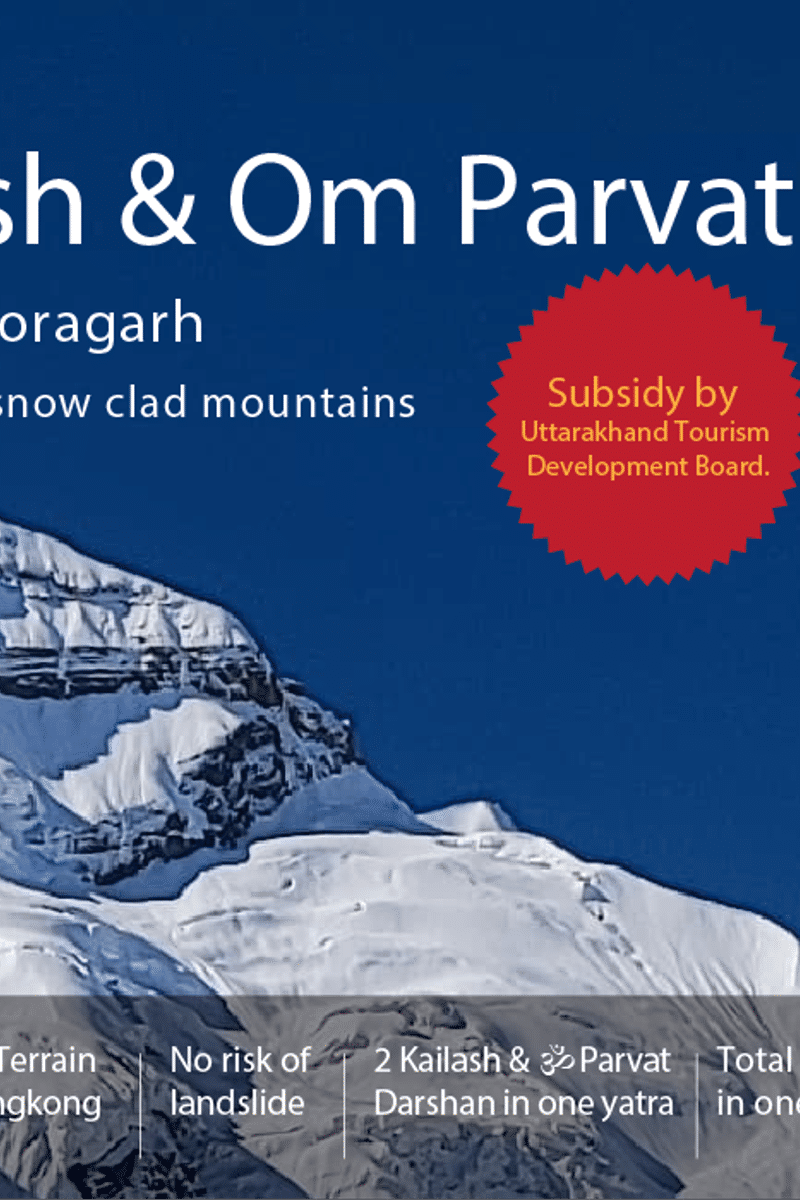 sh & Om Parvat
oragarh
snow clad mountains
Subsidy by
Uttarakhand Tourism
Development Board.
Terrain
ngkong
No risk of
landslide
2 Kailash & ॐ Parvat
Darshan in one yatra
Total
in one